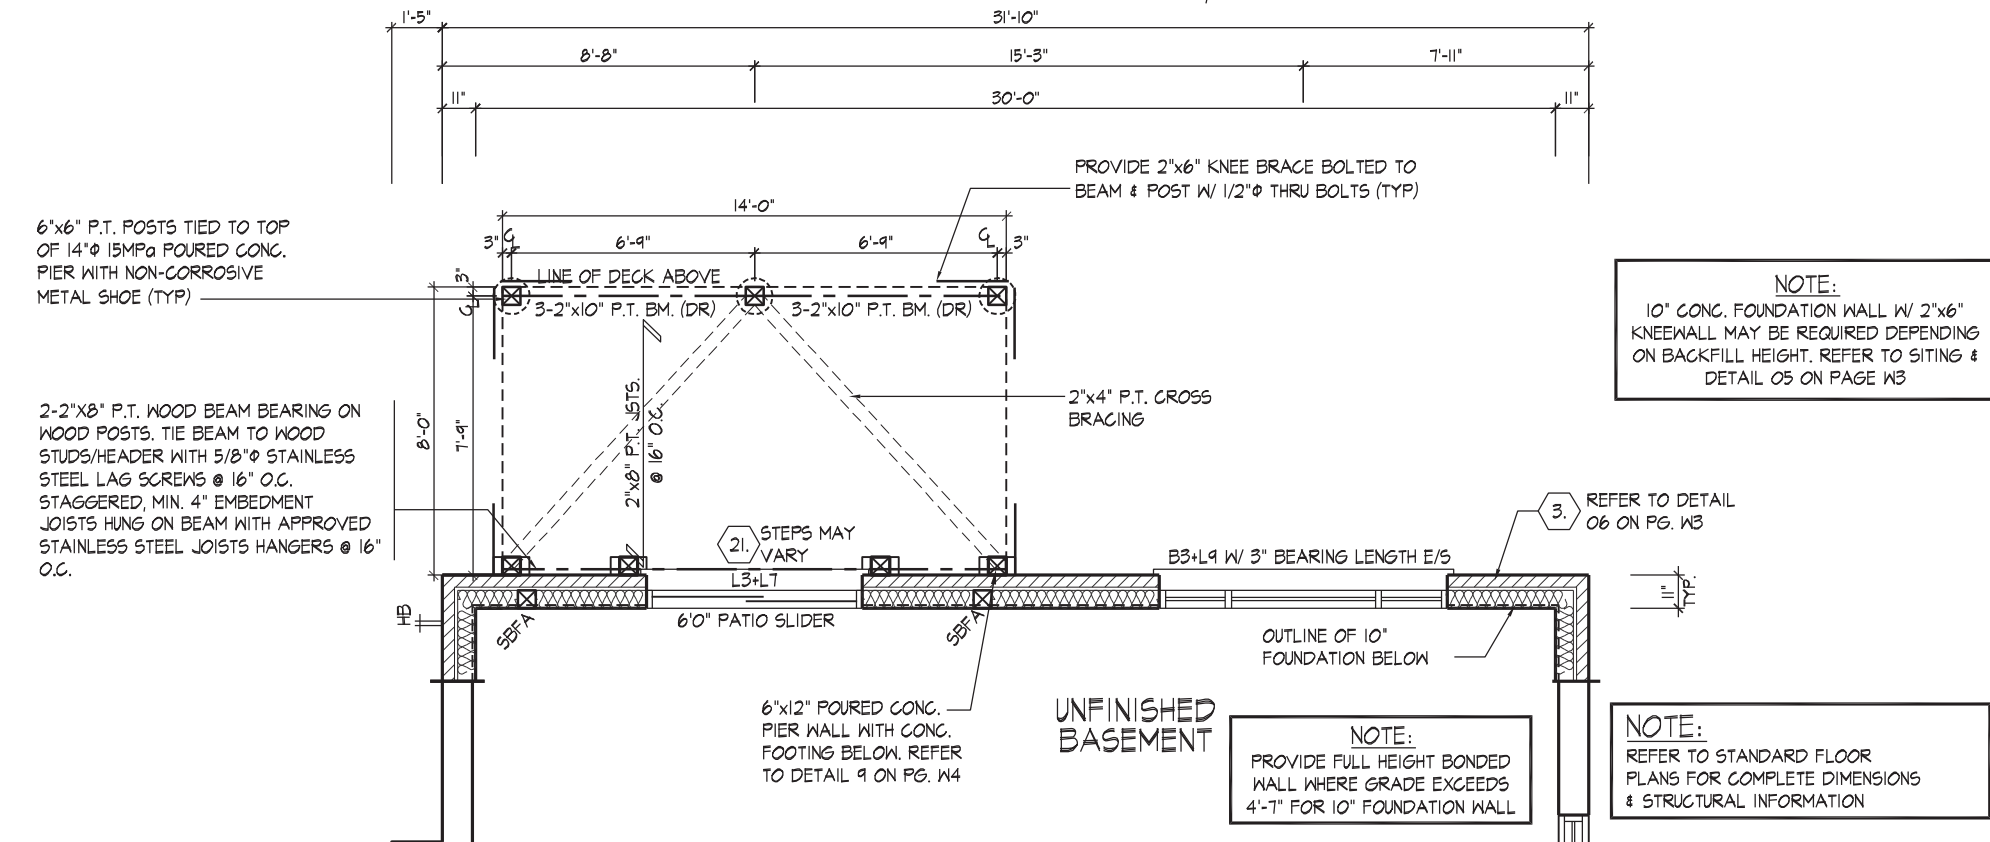 1'-5"
31'-10"
8'-8"
15'-3"
7'-11"
11"
30'-0"
11"
PROVIDE 2"x6" KNEE BRACE BOLTED TO
BEAM & POST W/ 1/2"Φ THRU BOLTS (TYP)
14'-0"
3"
CL
6'-9"
6'-9"
CL
3"
6"x6" P.T. POSTS TIED TO TOP
OF 14"Φ 15MPa POURED CONC.
PIER WITH NON-CORROSIVE
METAL SHOE (TYP)
3"
CL
LINE OF DECK ABOVE
3-2"x10" P.T. BM. (DR)
3-2"x10" P.T. BM. (DR)
NOTE:
10" CONC. FOUNDATION WALL W/ 2"x6"
KNEEWALL MAY BE REQUIRED DEPENDING
ON BACKFILL HEIGHT. REFER TO SITING &
DETAIL 05 ON PAGE W3
2-2"X8" P.T. WOOD BEAM BEARING ON
WOOD POSTS. TIE BEAM TO WOOD
STUDS/HEADER WITH 5/8"Φ STAINLESS
STEEL LAG SCREWS @ 16" O.C.
STAGGERED, MIN. 4" EMBEDMENT
JOISTS HUNG ON BEAM WITH APPROVED
STAINLESS STEEL JOISTS HANGERS @ 16"
O.C.
8'-0"
7'-9"
2"x8" P.T. JSTS.
@ 16" O.C.
2"x4" P.T. CROSS
BRACING
21.
STEPS MAY
VARY
3.
REFER TO DETAIL
06 ON PG. W3
B3+L9 W/ 3" BEARING LENGTH E/S
L3+L7
11"
TYP.
HB
SBFA
6'0" PATIO SLIDER
SBFA
OUTLINE OF 10"
FOUNDATION BELOW
6"x12" POURED CONC.
PIER WALL WITH CONC.
FOOTING BELOW. REFER
TO DETAIL 9 ON PG. W4
UNFINISHED
BASEMENT
NOTE:
PROVIDE FULL HEIGHT BONDED
WALL WHERE GRADE EXCEEDS
4'-7" FOR 10" FOUNDATION WALL
NOTE:
REFER TO STANDARD FLOOR
PLANS FOR COMPLETE DIMENSIONS
& STRUCTURAL INFORMATION